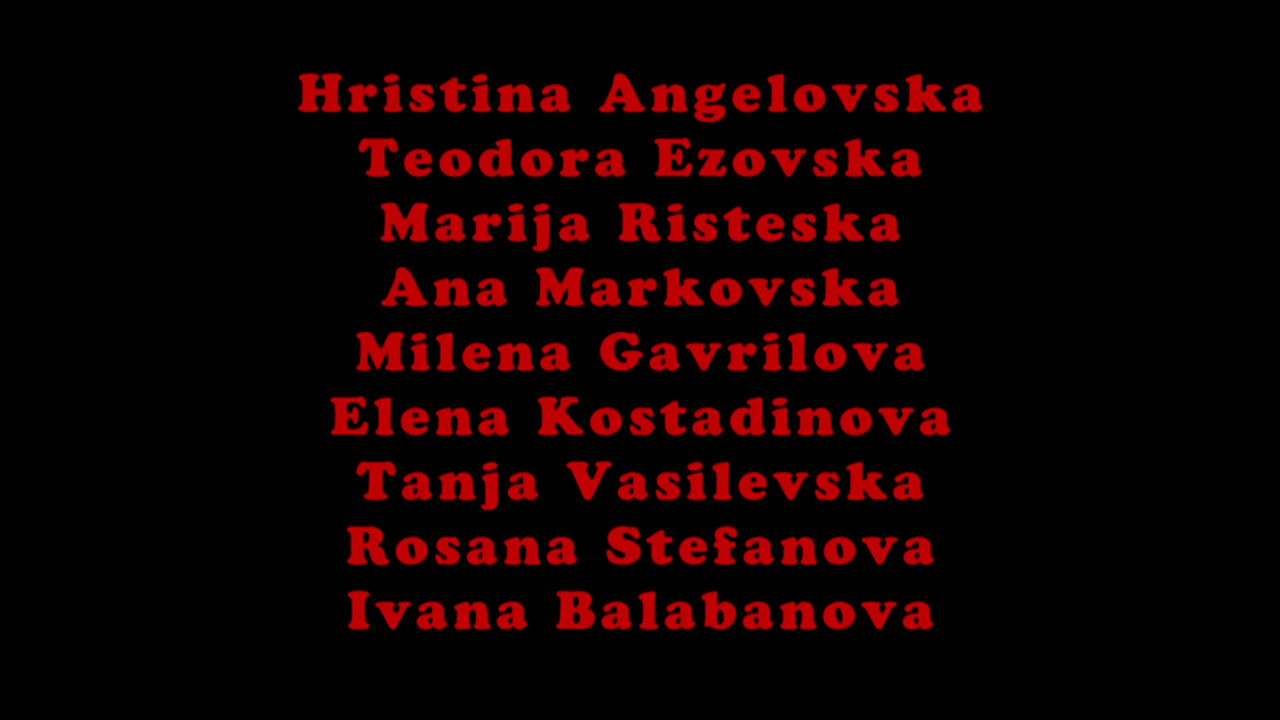 Hristina Angelovska
Teodora Ezovska
Marija Risteska
Ana Markovska
Milena Gavrilova
Elena Kostadinova
Tanja Vasilevska
Rosana Stefanova
Ivana Balabanova